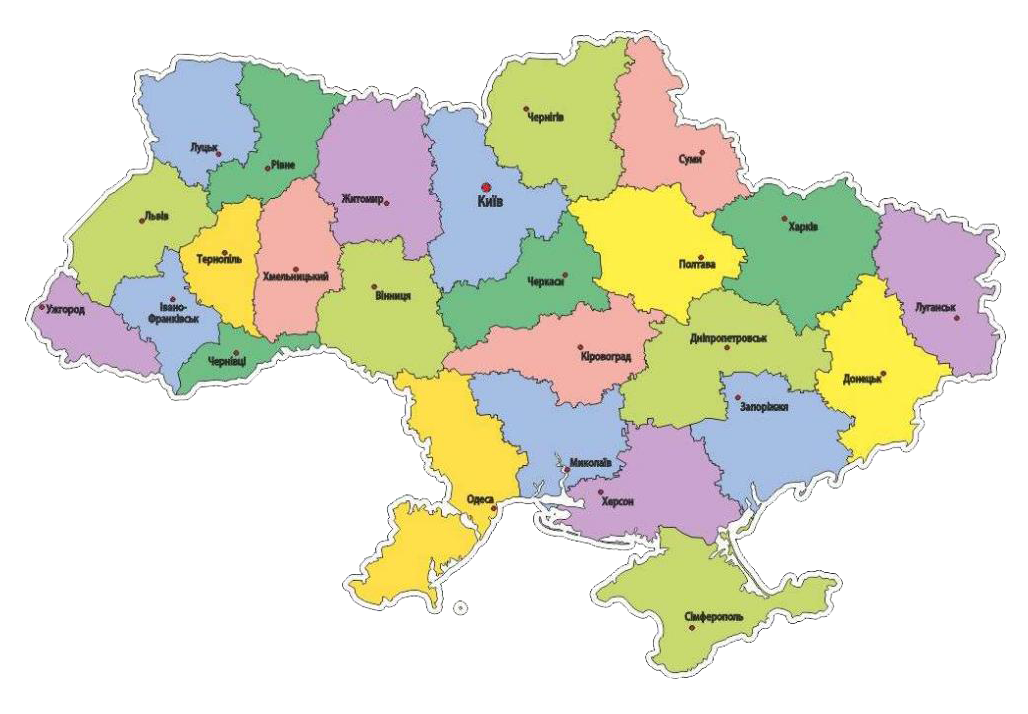 Чернігів
Луцьк
Рівне
Суми
Житомир
Київ
Львів
Харків
Тернопіль
Полтава
Хмельницький
Черкаси
Вінниця
Ужгород
Івано-
Франківськ
Луганськ
Дніпропетровськ
Чернівці
Кіровоград
Донецьк
Запоріжжя
Миколаїв
Одеса
Херсон
Сімферополь